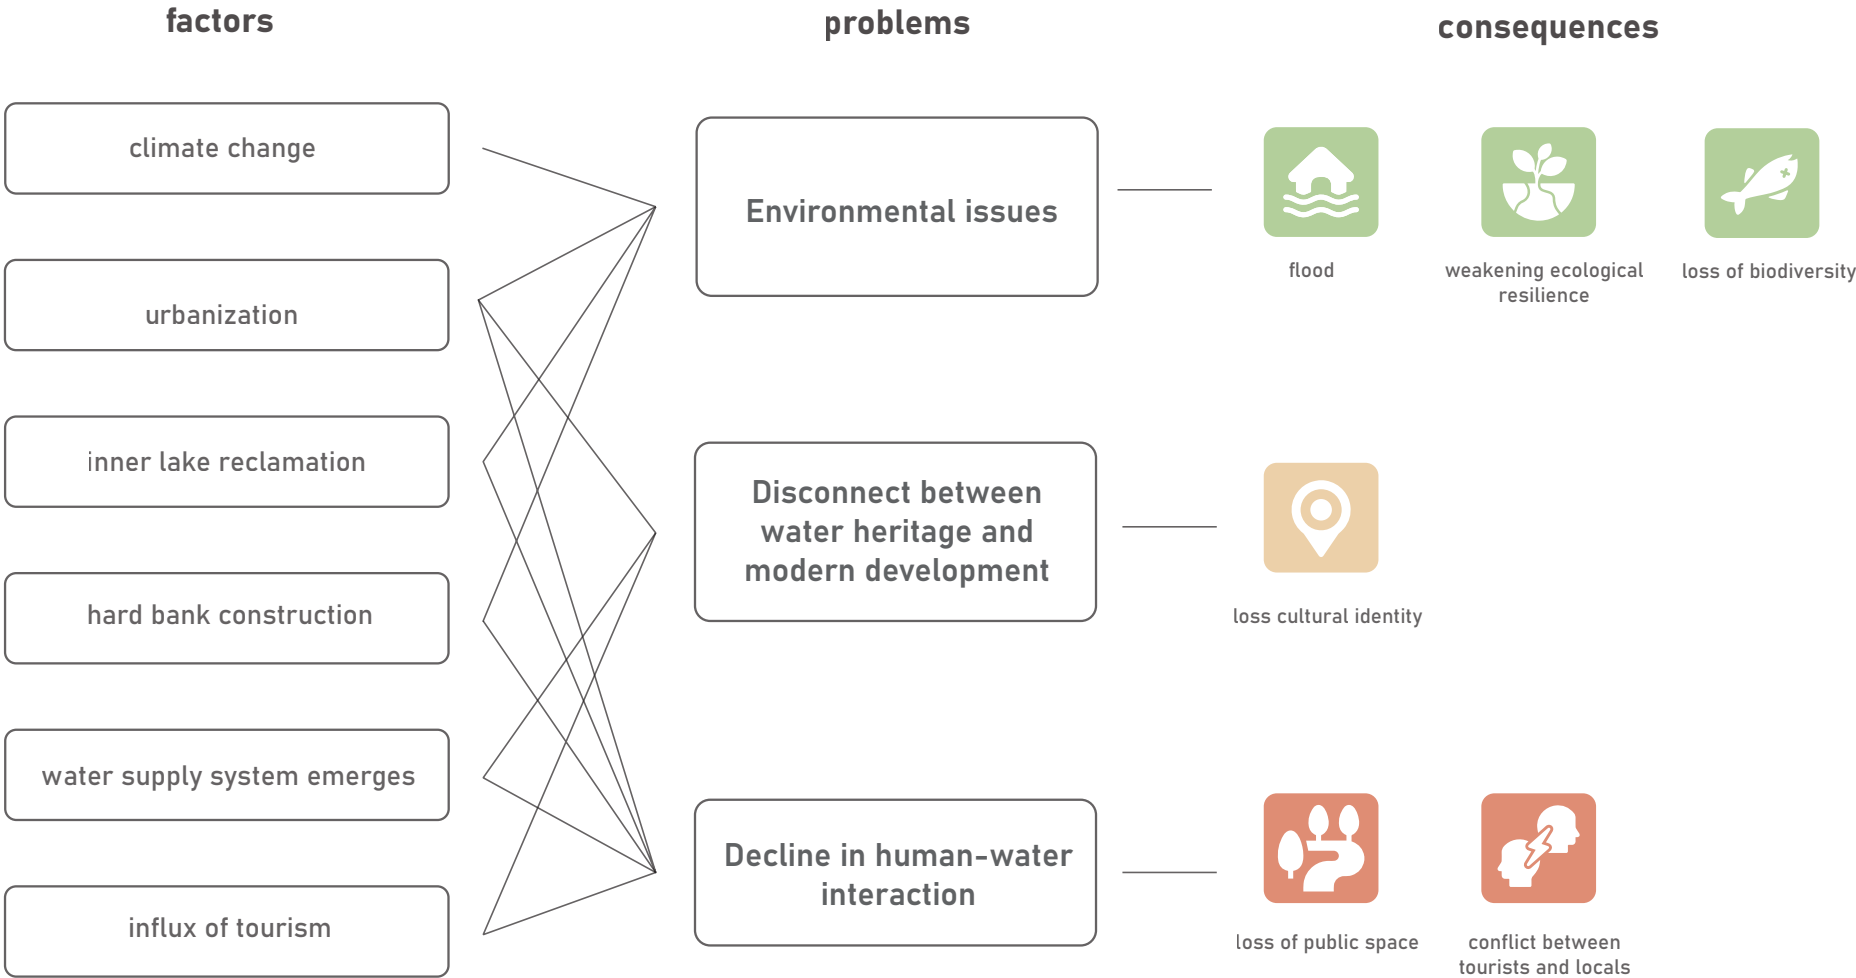 factors
problems
consequences
climate change
urbanization
inner lake reclamation
hard bank construction
water supply system emerges
influx of tourism
Environmental issues
Disconnect between
water heritage and
modern development
Decline in human-water
interaction
flood
weakening ecological
resilience
loss of biodiversity
loss cultural identity
loss of public space
conflict between
tourists and locals